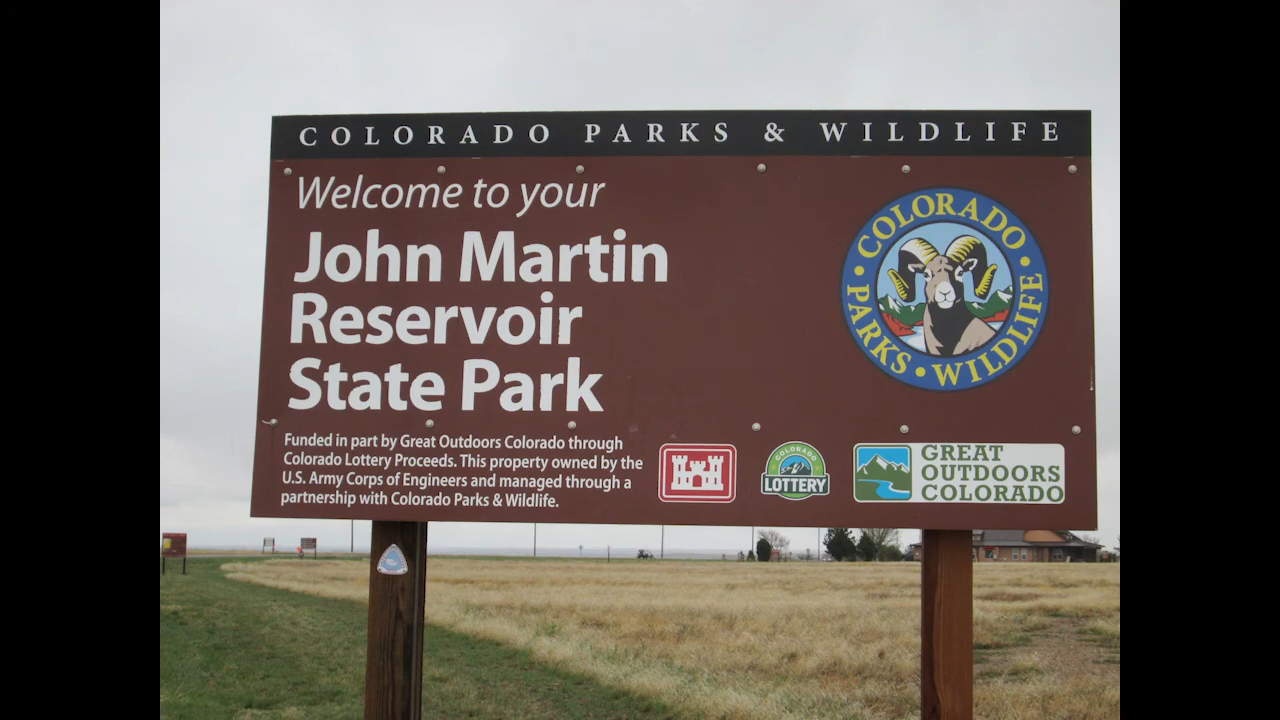 COLORADO PARKS & WILDLIFE
Welcome to your
John Martin
Reservoir
State Park
COLORADO
PARKS • WILDLIFE
Funded in part by Great Outdoors Colorado through
Colorado Lottery Proceeds. This property owned by the
U.S. Army Corps of Engineers and managed through a
partnership with Colorado Parks & Wildlife.
COLORADO
LOTTERY
GREAT
OUTDOORS
COLORADO